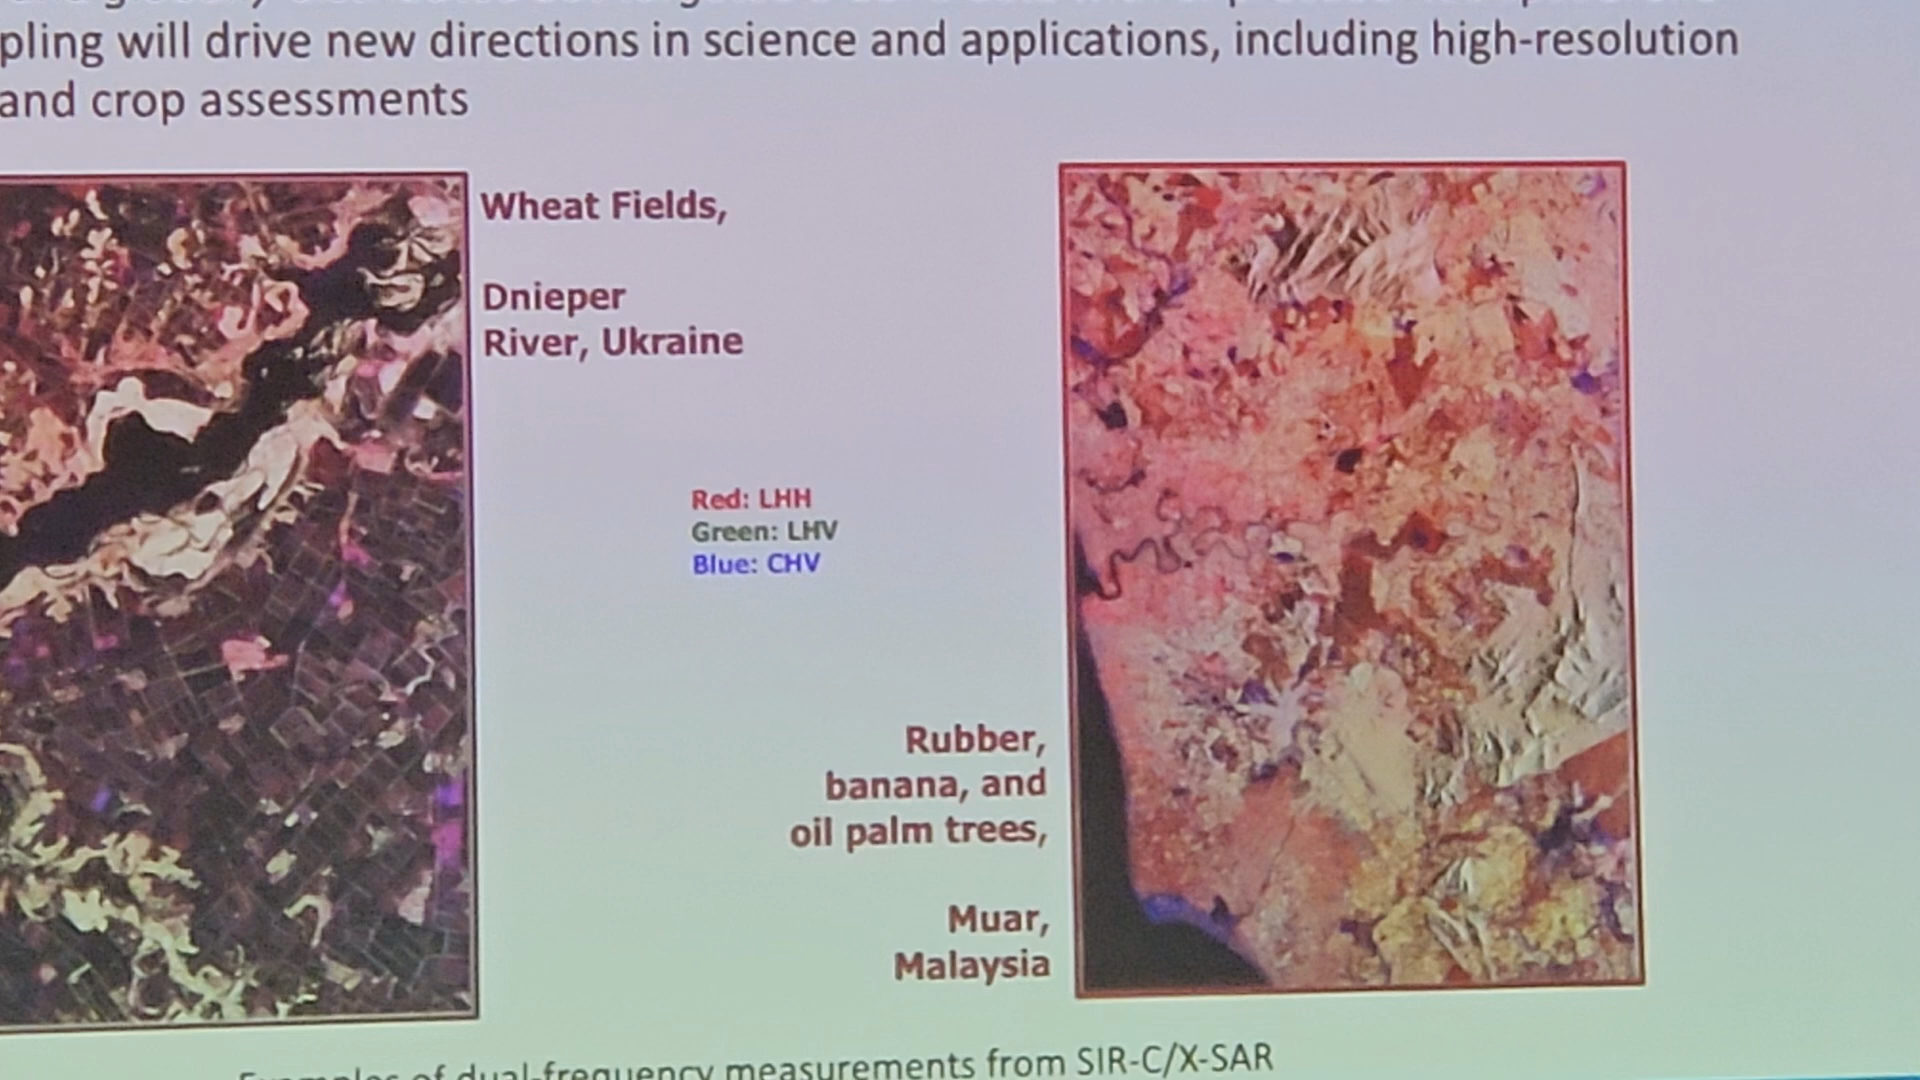 pling will drive new directions in science and applications, including high-resolution
and crop assessments
Wheat Fields,
Dnieper
River, Ukraine
Red: LHH
Green: LHV
Blue: CHV
Rubber,
banana, and
oil palm trees,
Muar,
Malaysia
Examples of dual-frequency measurements from SIR-C/X-SAR